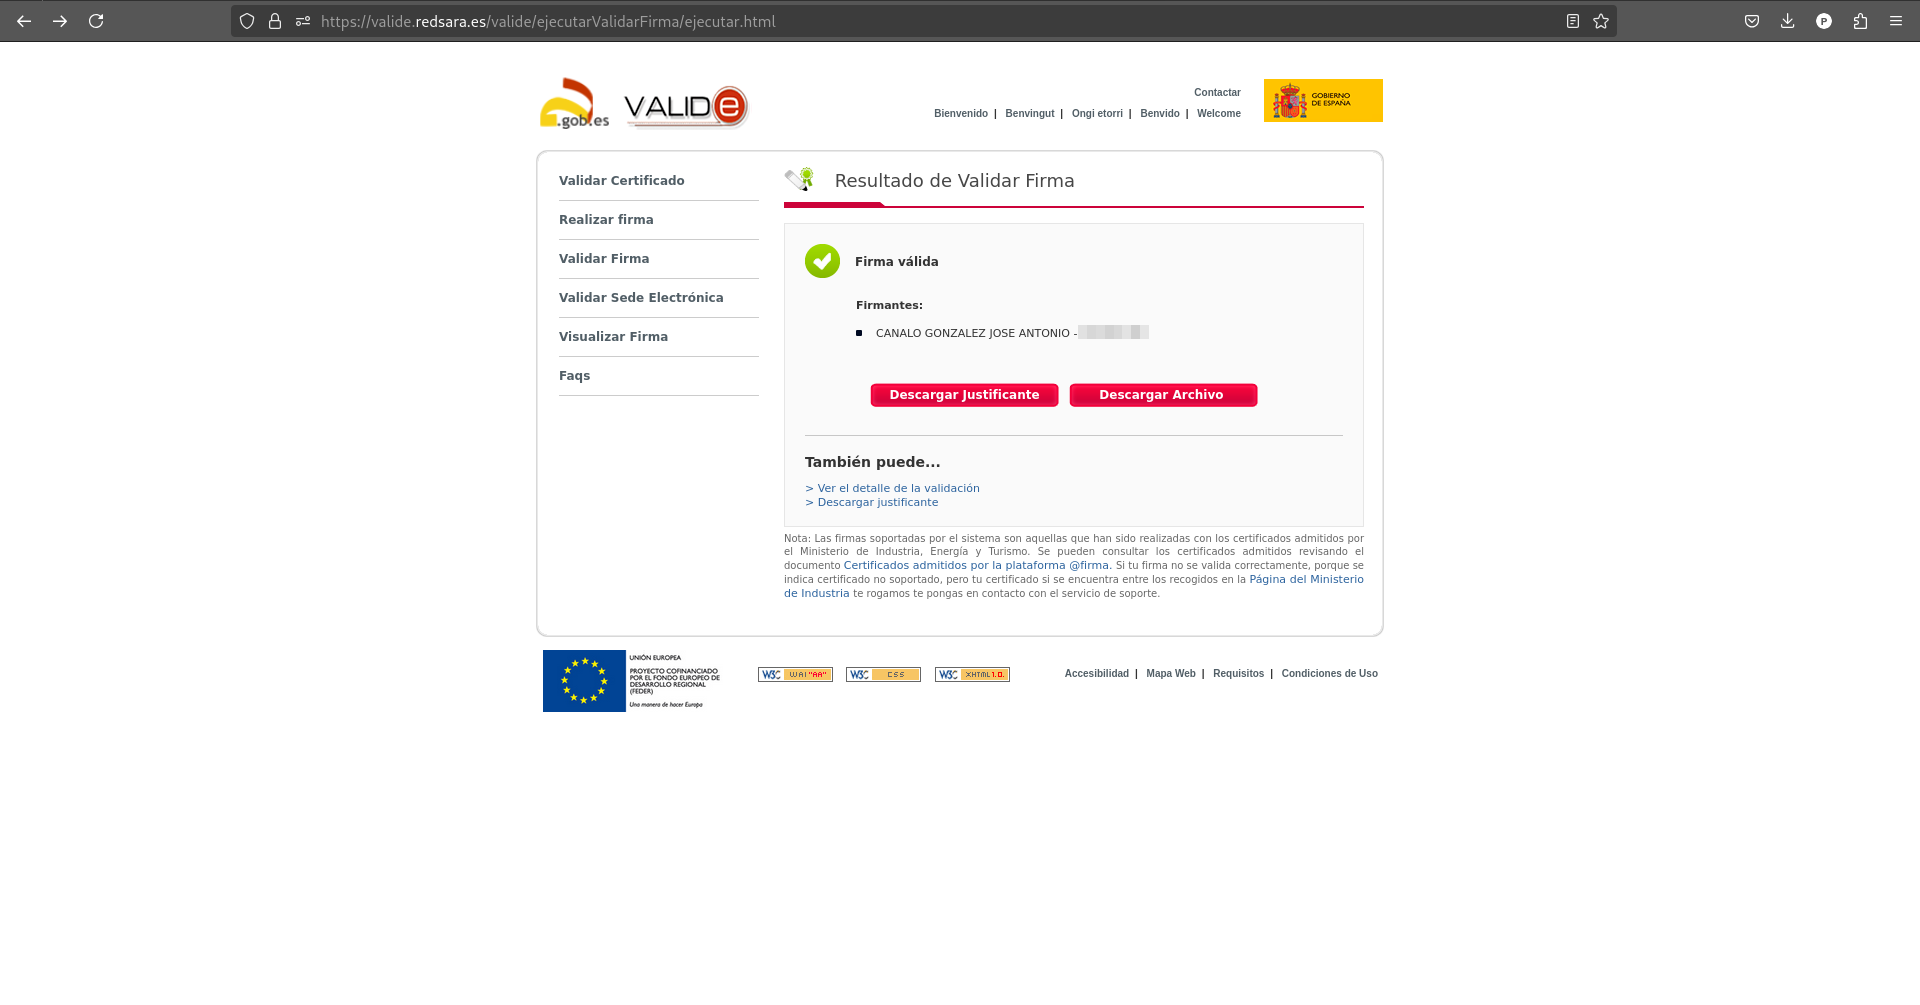 https://valide.redsara.es/valide/ejecutarValidarFirma/ejecutar.html
P
.gob.es
VALIDe
Contactar
Bienvenido | Benvingut | Ongi etorri | Benvido | Welcome
GOBIERNO
DE ESPAÑA
Validar Certificado
Realizar firma
Validar Firma
Validar Sede Electrónica
Visualizar Firma
Faqs
Resultado de Validar Firma
Firma válida
Firmantes:
CANALO GONZALEZ JOSE ANTONIO -
Descargar Justificante
Descargar Archivo
También puede...
> Ver el detalle de la validación
> Descargar justificante
Nota: Las firmas soportadas por el sistema son aquellas que han sido realizadas con los certificados admitidos por
el Ministerio de Industria, Energía y Turismo. Se pueden consultar los certificados admitidos revisando el
documento Certificados admitidos por la plataforma @firma. Si tu firma no se valida correctamente, porque se
indica certificado no soportado, pero tu certificado si se encuentra entre los recogidos en la Página del Ministerio
de Industria te rogamos te pongas en contacto con el servicio de soporte.
UNIÓN EUROPEA
PROYECTO COFINANCIADO
POR EL FONDO EUROPEO DE
DESARROLLO REGIONAL
(FEDER)
Una manera de hacer Europa
W3C WAI "AA"
W3C CSS
W3C XHTML 1.0.
Accesibilidad | Mapa Web | Requisitos | Condiciones de Uso